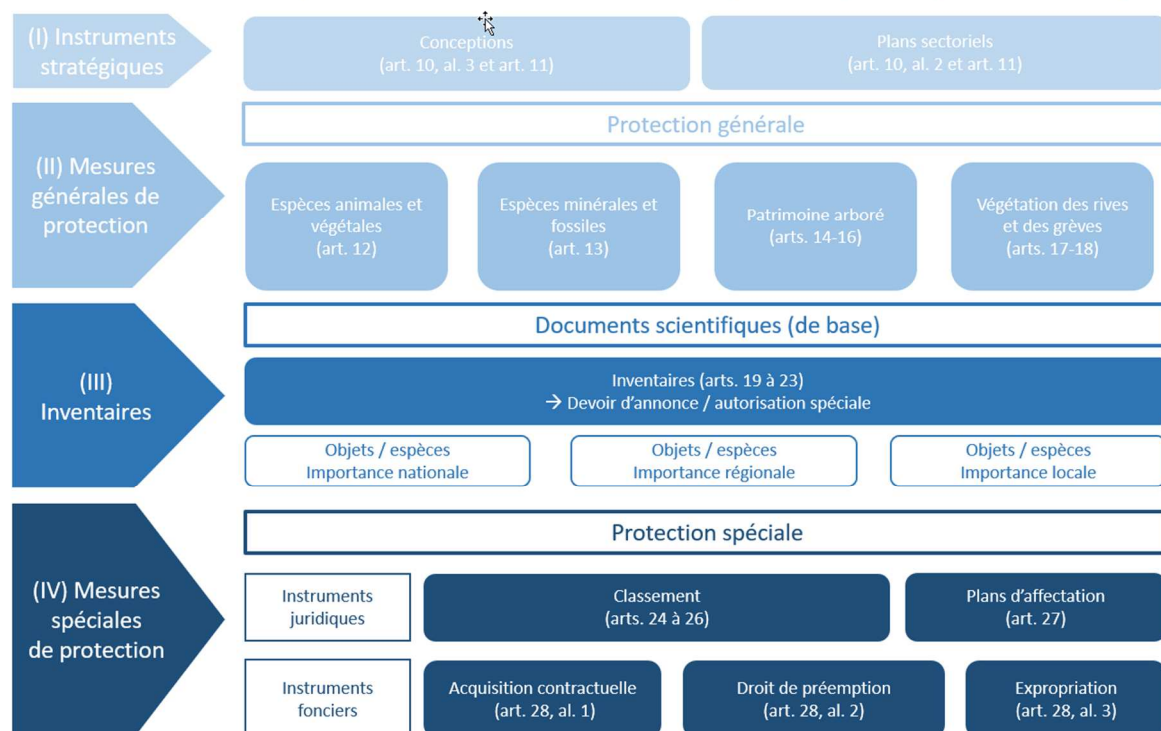 (I) Instruments
stratégiques
Conceptions
(art. 10, al. 3 et art. 11)
Plans sectoriels
(art. 10, al. 2 et art. 11)
(II) Mesures
générales de
protection
Protection générale
Espèces animales et
végétales
(art. 12)
Espèces minérales et
fossiles
(art. 13)
Patrimoine arboré
(arts. 14-16)
Végétation des rives
et des grèves
(arts. 17-18)
(III)
Inventaires
Documents scientifiques (de base)
Inventaires (arts. 19 à 23)
→ Devoir d'annonce / autorisation spéciale
Objets / espèces
Importance nationale
Objets / espèces
Importance régionale
Objets / espèces
Importance locale
(IV) Mesures
spéciales
de protection
Protection spéciale
Instruments
juridiques
Classement
(arts. 24 à 26)
Plans d'affectation
(art. 27)
Instruments
fonciers
Acquisition contractuelle
(art. 28, al. 1)
Droit de préemption
(art. 28, al. 2)
Expropriation
(art. 28, al. 3)